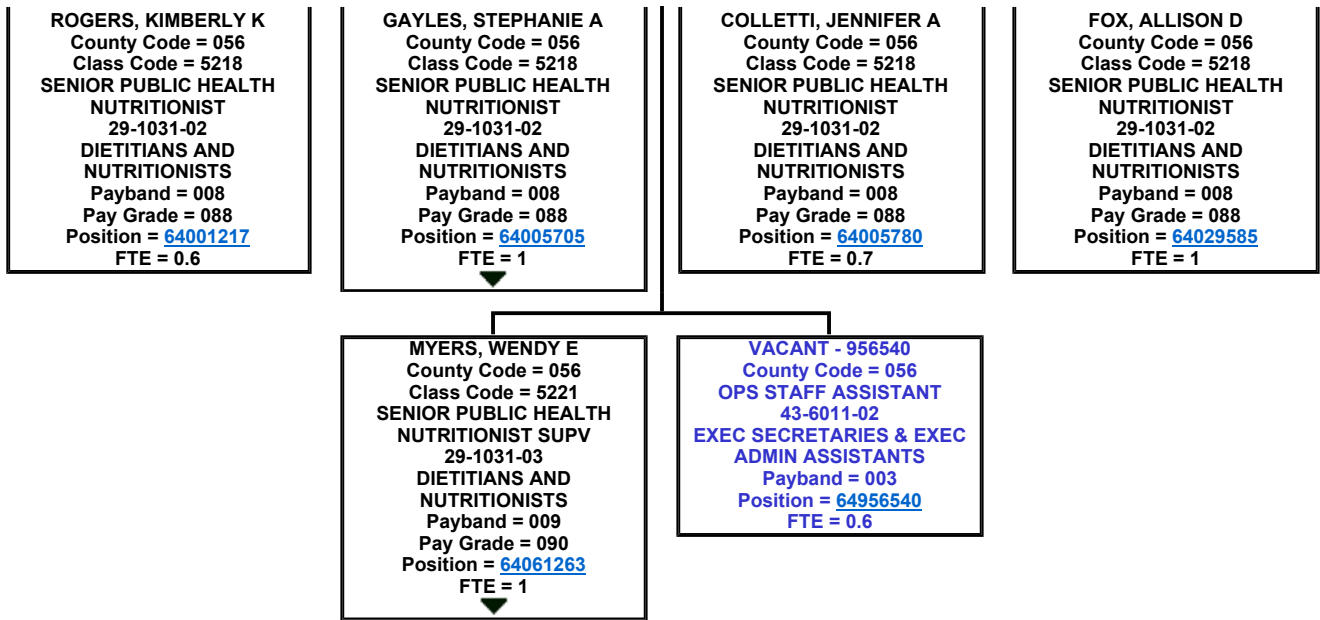 ROGERS, KIMBERLY K
County Code = 056
Class Code = 5218
SENIOR PUBLIC HEALTH
NUTRITIONIST
29-1031-02
DIETITIANS AND
NUTRITIONISTS
Payband = 008
Pay Grade = 088
Position = 64001217
FTE = 0.6
GAYLES, STEPHANIE A
County Code = 056
Class Code = 5218
SENIOR PUBLIC HEALTH
NUTRITIONIST
29-1031-02
DIETITIANS AND
NUTRITIONISTS
Payband = 008
Pay Grade = 088
Position = 64005705
FTE = 1
COLLETTI, JENNIFER A
County Code = 056
Class Code = 5218
SENIOR PUBLIC HEALTH
NUTRITIONIST
29-1031-02
DIETITIANS AND
NUTRITIONISTS
Payband = 008
Pay Grade = 088
Position = 64005780
FTE = 0.7
FOX, ALLISON D
County Code = 056
Class Code = 5218
SENIOR PUBLIC HEALTH
NUTRITIONIST
29-1031-02
DIETITIANS AND
NUTRITIONISTS
Payband = 008
Pay Grade = 088
Position = 64029585
FTE = 1
MYERS, WENDY E
County Code = 056
Class Code = 5221
SENIOR PUBLIC HEALTH
NUTRITIONIST SUPV
29-1031-03
DIETITIANS AND
NUTRITIONISTS
Payband = 009
Pay Grade = 090
Position = 64061263
FTE = 1
VACANT - 956540
County Code = 056
OPS STAFF ASSISTANT
43-6011-02
EXEC SECRETARIES & EXEC
ADMIN ASSISTANTS
Payband = 003
Position = 64956540
FTE = 0.6